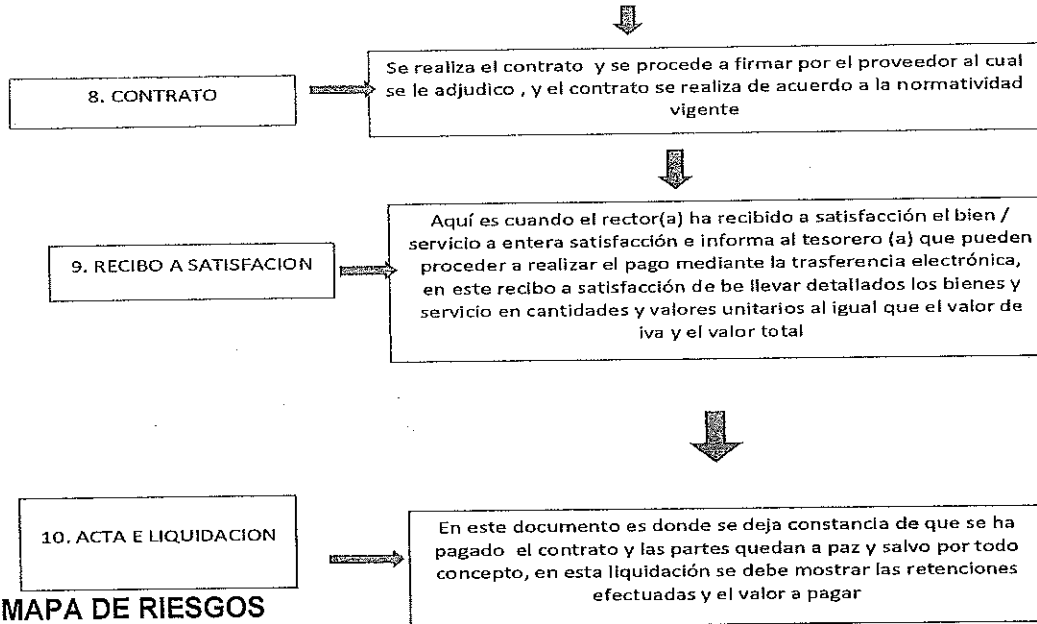 8. CONTRATO
Se realiza el contrato y se procede a firmar por el proveedor al cual
se le adjudico , y el contrato se realiza de acuerdo a la normatividad
vigente
9. RECIBO A SATISFACION
Aquí es cuando el rector(a) ha recibido a satisfacción el bien /
servicio a entera satisfacción e informa al tesorero (a) que pueden
proceder a realizar el pago mediante la trasferencia electrónica,
en este recibo a satisfacción de be llevar detallados los bienes y
servicio en cantidades y valores unitarios al igual que el valor de
iva y el valor total
10. ACTA E LIQUIDACION
En este documento es donde se deja constancia de que se ha
pagado el contrato y las partes quedan a paz y salvo por todo
concepto, en esta liquidación se debe mostrar las retenciones
efectuadas y el valor a pagar
MAPA DE RIESGOS